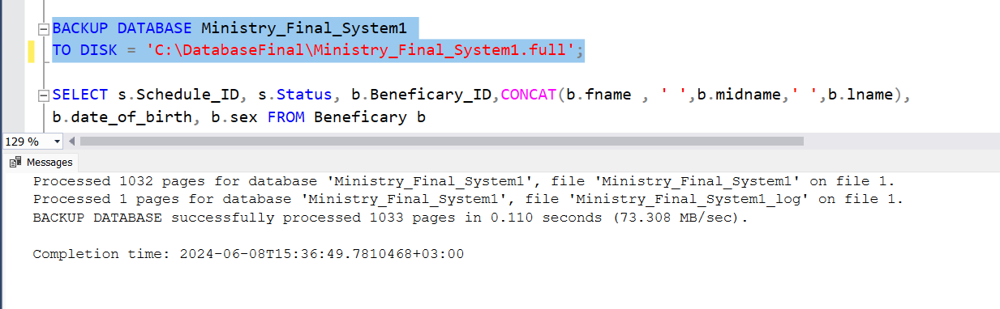 BACKUP DATABASE Ministry_Final_System1
TO DISK = 'C:\DatabaseFinal\Ministry_Final_System1.full';
SELECT s.Schedule_ID, s.Status, b.Beneficary_ID,CONCAT(b.fname , ' ',b.midname,' ',b.lname),
b.date_of_birth, b.sex FROM Beneficary b
129 %
Messages
Processed 1032 pages for database 'Ministry_Final_System1', file 'Ministry_Final_System1' on file 1.
Processed 1 pages for database 'Ministry_Final_System1', file 'Ministry_Final_System1_log' on file 1.
BACKUP DATABASE successfully processed 1033 pages in 0.110 seconds (73.308 MB/sec).
Completion time: 2024-06-08T15:36:49.7810468+03:00